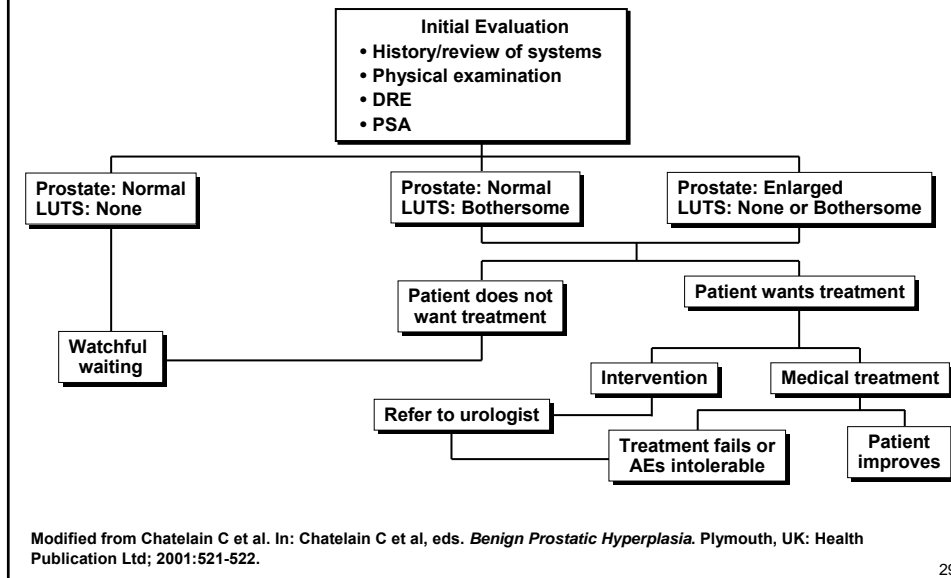 Initial Evaluation
• History/review of systems
• Physical examination
• DRE
• PSA
Prostate: Normal
LUTS: None
Prostate: Normal
LUTS: Bothersome
Prostate: Enlarged
LUTS: None or Bothersome
Patient does not
want treatment
Patient wants treatment
Watchful
waiting
Intervention
Medical treatment
Refer to urologist
Treatment fails or
AEs intolerable
Patient
improves
Modified from Chatelain C et al. In: Chatelain C et al, eds. Benign Prostatic Hyperplasia. Plymouth, UK: Health
Publication Ltd; 2001:521-522.
29